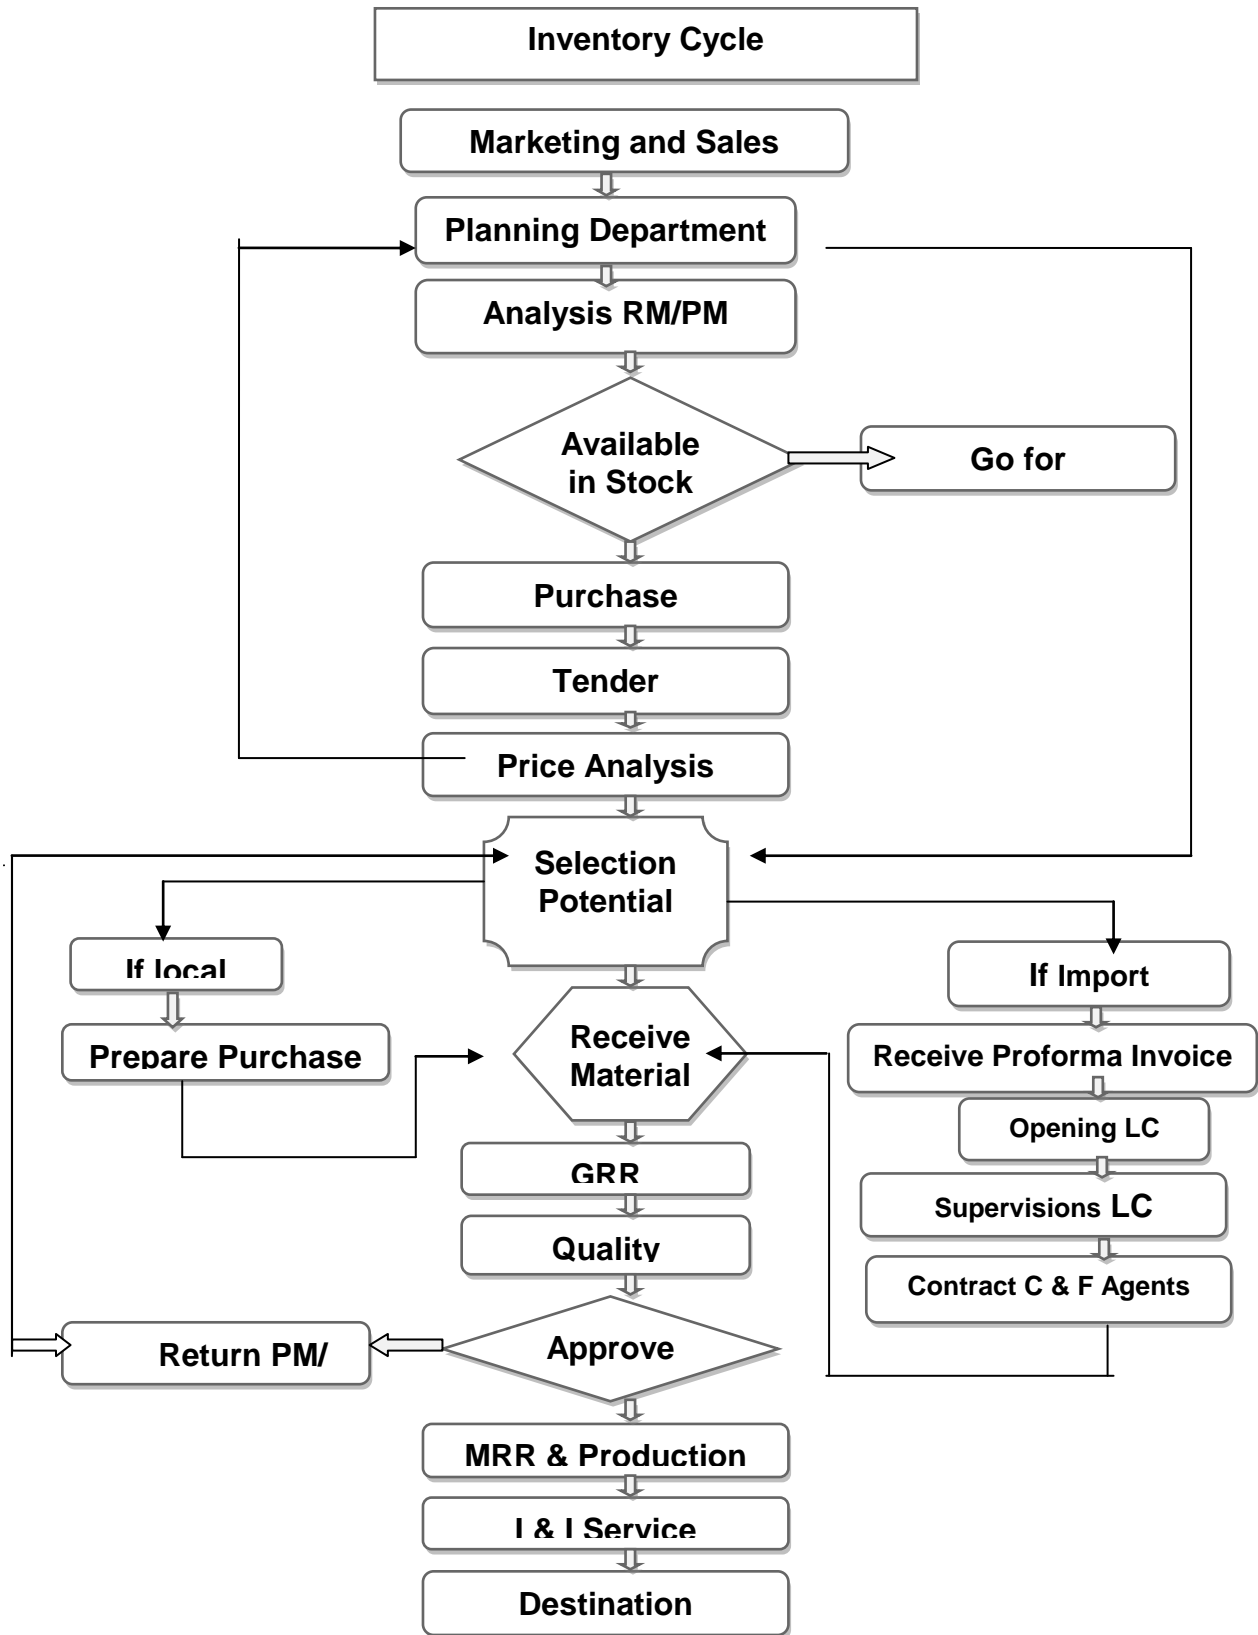 Inventory Cycle
Marketing and Sales
Planning Department
Analysis RM/PM
Available
in Stock
Go for
Purchase
Tender
Price Analysis
Selection
Potential
If local
If Import
Prepare Purchase
Receive
Material
Receive Proforma Invoice
Opening LC
GRR
Supervisions LC
Quality
Contract C & F Agents
Approve
Return PM/
MRR & Production
I & I Service
Destination